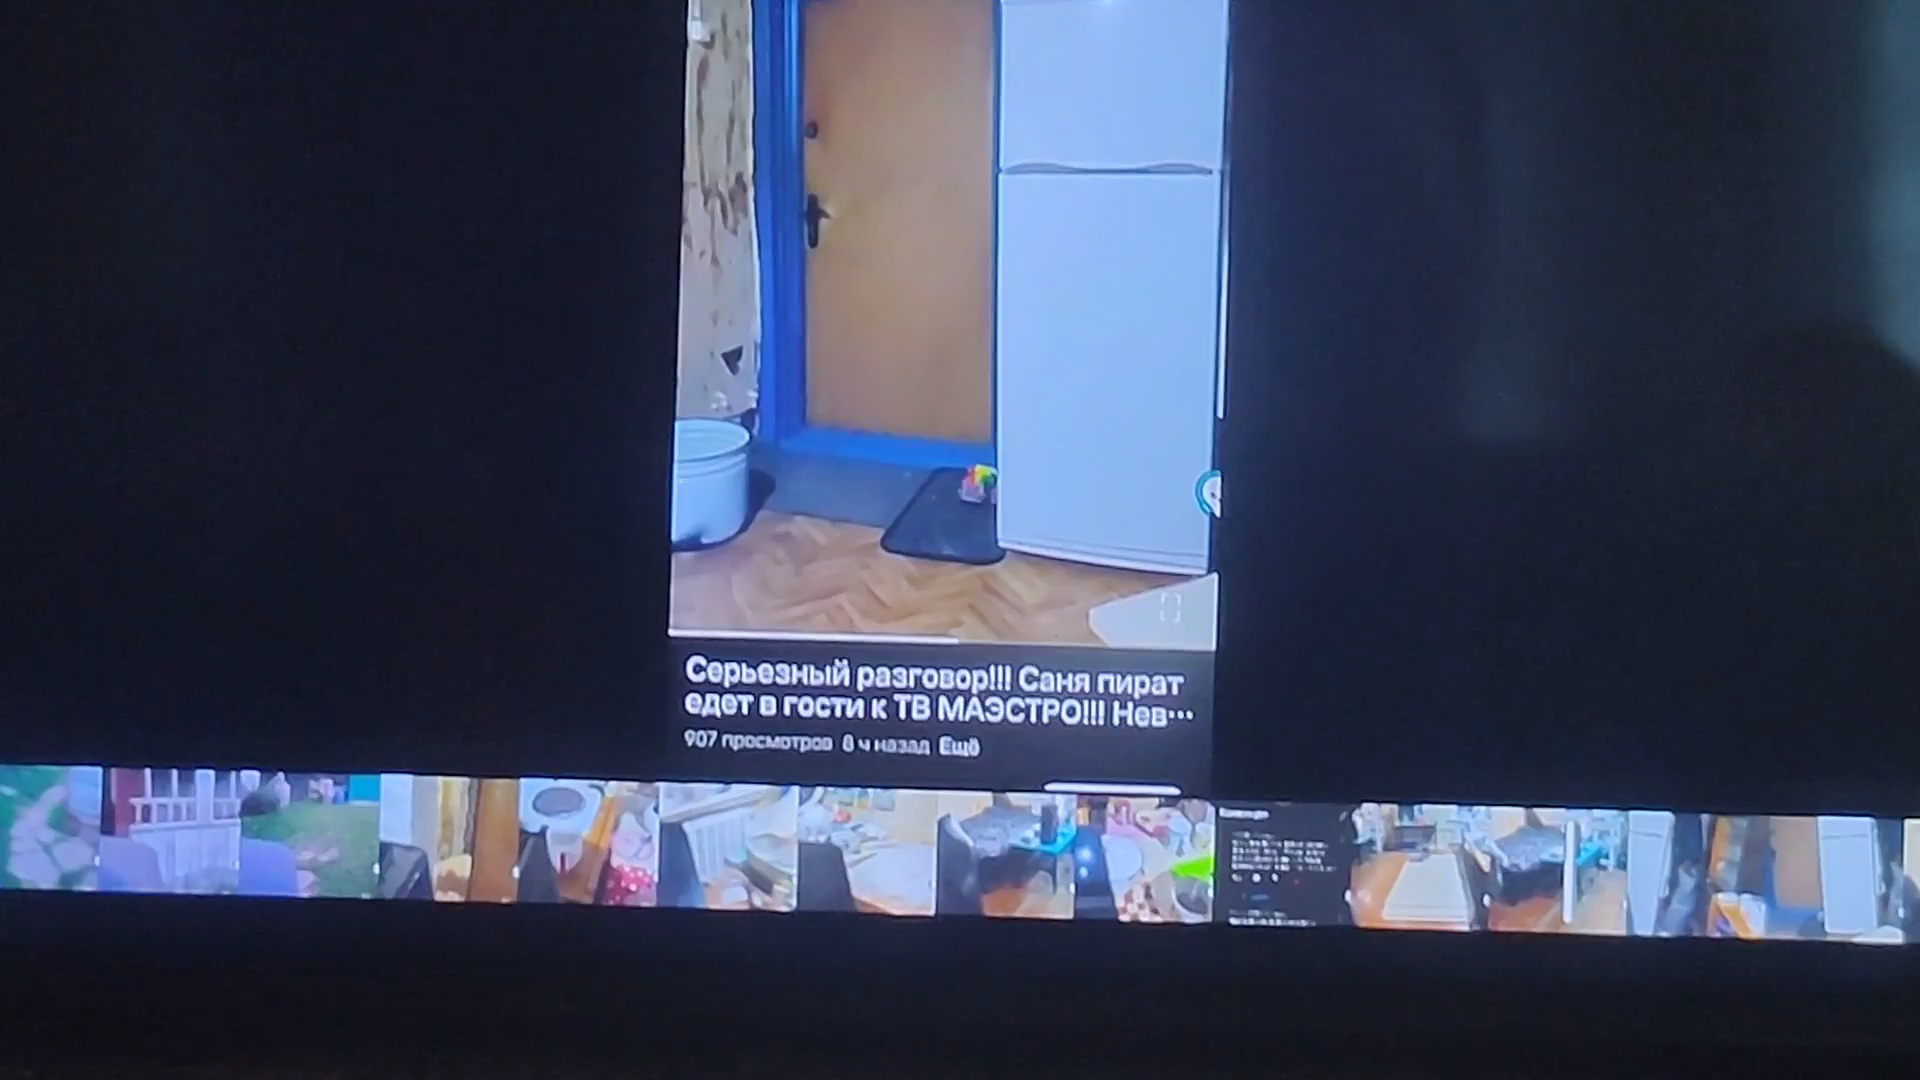 Серьезный разговор!!! Саня пират
едет в гости к ТВ МАЭСТРО!!! Нев...
907 просмотров 8 ч назад Ещё